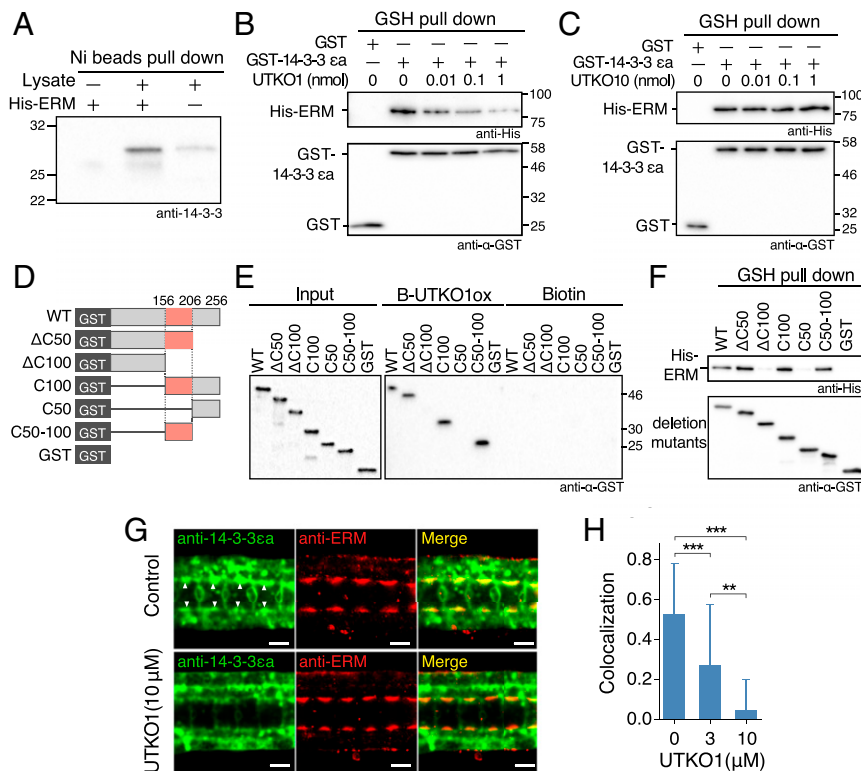 A
Ni beads pull down
Lysate – + +
His-ERM + + –
32
25
22
anti-14-3-3
B
GSH pull down
GST + – – – –
GST-14-3-3 εa – + + + +
UTKO1 (nmol) 0 0 0.01 0.1 1
His-ERM
100
75
anti-His
GST-
14-3-3 εa
GST
58
46
32
25
anti-α-GST
C
GSH pull down
GST + – – – –
GST-14-3-3 εa – + + + +
UTKO10 (nmol) 0 0 0.01 0.1 1
His-ERM
100
75
anti-His
GST-
14-3-3 εa
GST
58
46
32
25
anti-α-GST
D
156 206 256
WT GST
ΔC50 GST
ΔC100 GST
C100 GST
C50 GST
C50-100 GST
GST GST
E
Input B-UTKO1ox Biotin
WT ΔC50 ΔC100 C100 C50 C50-100 GST
WT ΔC50 ΔC100 C100 C50 C50-100 GST
WT ΔC50 ΔC100 C100 C50 C50-100 GST
46
30
25
anti-α-GST
F
GSH pull down
WT ΔC50 ΔC100 C100 C50 C50-100 GST
His-
ERM
anti-His
deletion
mutants
anti-α-GST
G
Control
anti-14-3-3εa anti-ERM Merge
UTKO1(10 μM)
anti-14-3-3εa anti-ERM Merge
H
Colocalization
0.8
0.6
0.4
0.2
0.0
***
***
**
0 3 10
UTKO1(μM)